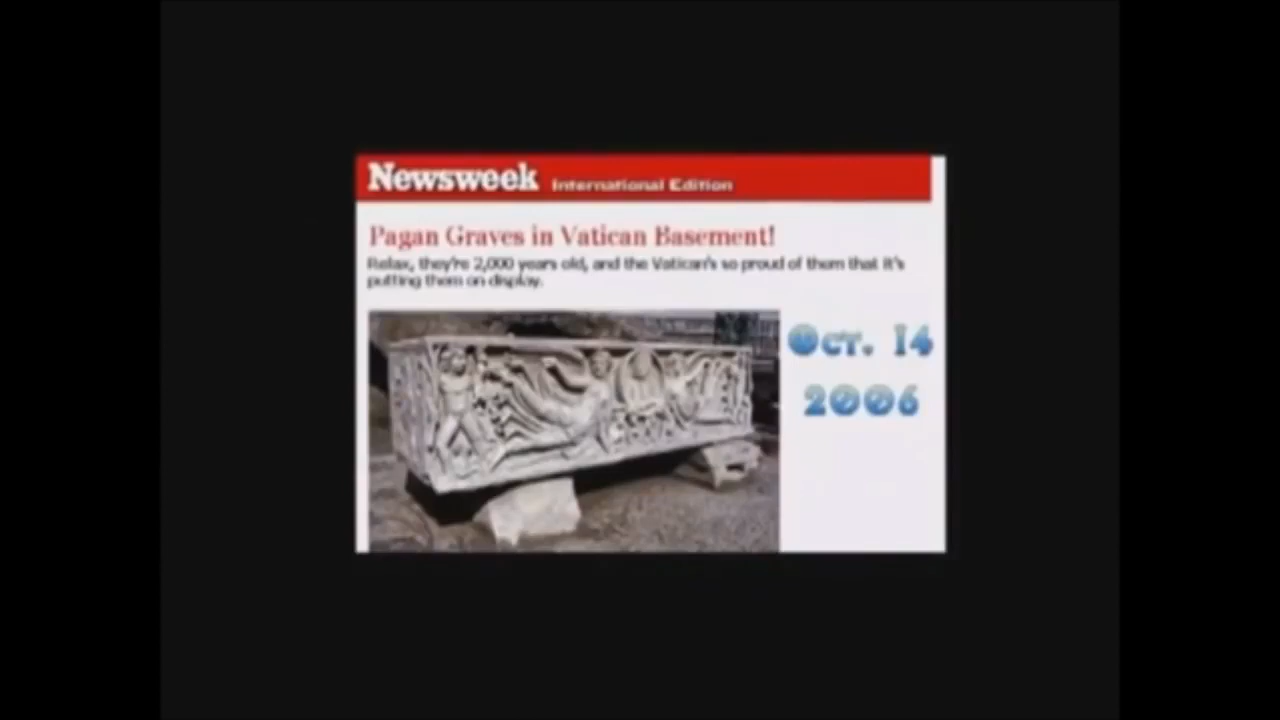 Newsweek International Edition
Pagan Graves in Vatican Basement!
Relax, they're 2,000 years old, and the Vatican's so proud of them that it's
putting them on display.
Oct. 14
2006